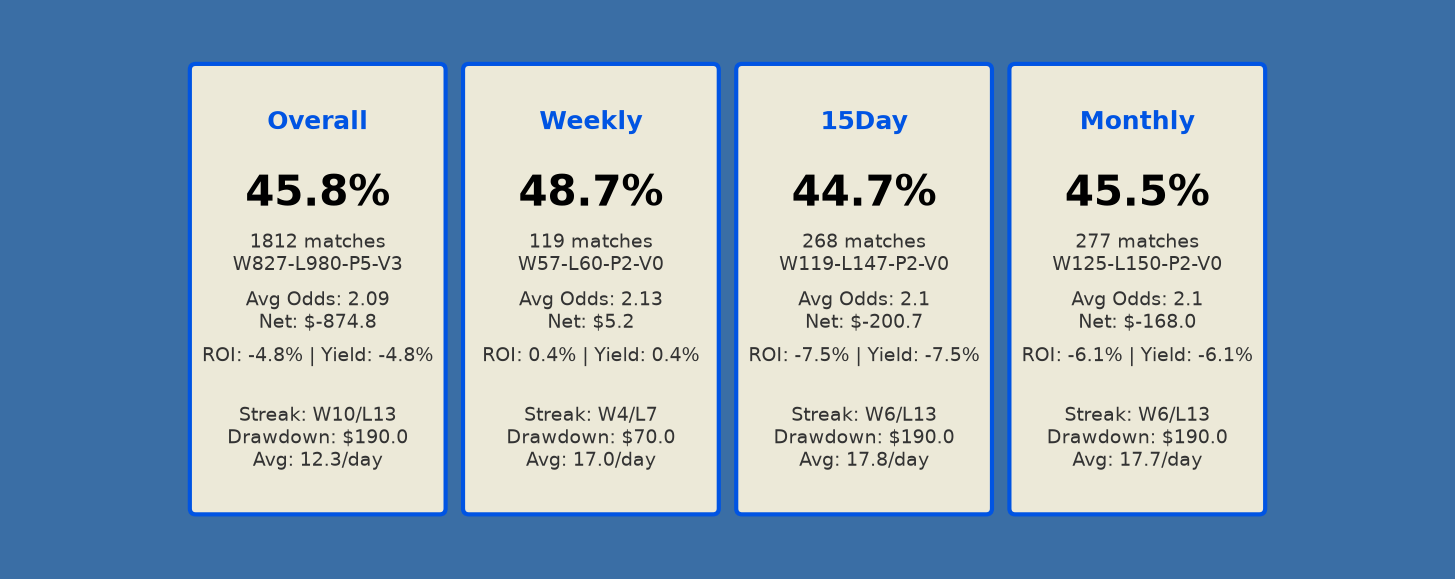 Overall
45.8%
1812 matches
W827-L980-P5-V3
Avg Odds: 2.09
Net: $-874.8
ROI: -4.8% | Yield: -4.8%
Streak: W10/L13
Drawdown: $190.0
Avg: 12.3/day
Weekly
48.7%
119 matches
W57-L60-P2-V0
Avg Odds: 2.13
Net: $5.2
ROI: 0.4% | Yield: 0.4%
Streak: W4/L7
Drawdown: $70.0
Avg: 17.0/day
15Day
44.7%
268 matches
W119-L147-P2-V0
Avg Odds: 2.1
Net: $-200.7
ROI: -7.5% | Yield: -7.5%
Streak: W6/L13
Drawdown: $190.0
Avg: 17.8/day
Monthly
45.5%
277 matches
W125-L150-P2-V0
Avg Odds: 2.1
Net: $-168.0
ROI: -6.1% | Yield: -6.1%
Streak: W6/L13
Drawdown: $190.0
Avg: 17.7/day